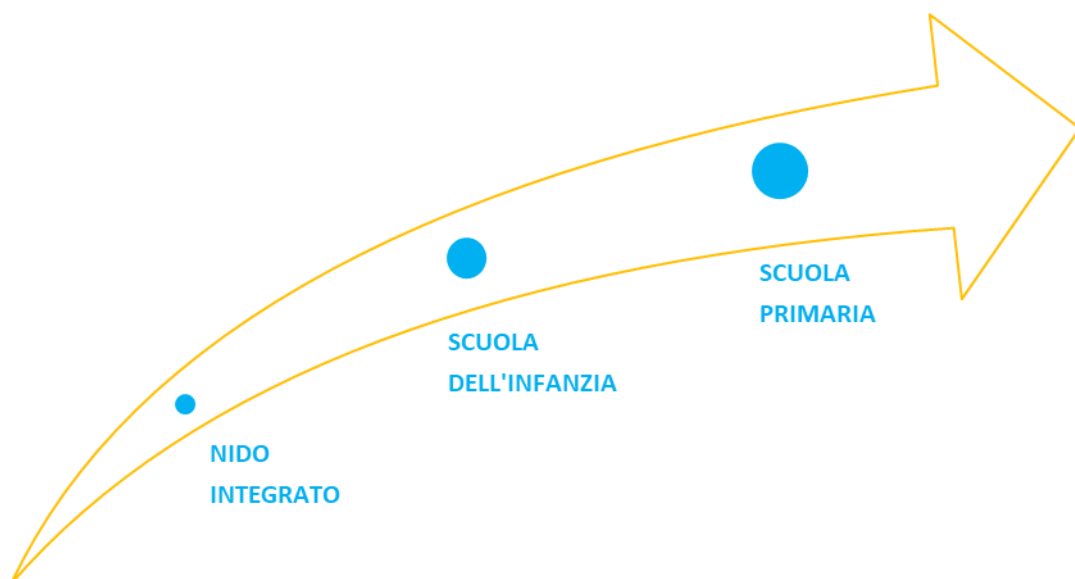 NIDO
INTEGRATO
SCUOLA
DELL'INFANZIA
SCUOLA
PRIMARIA